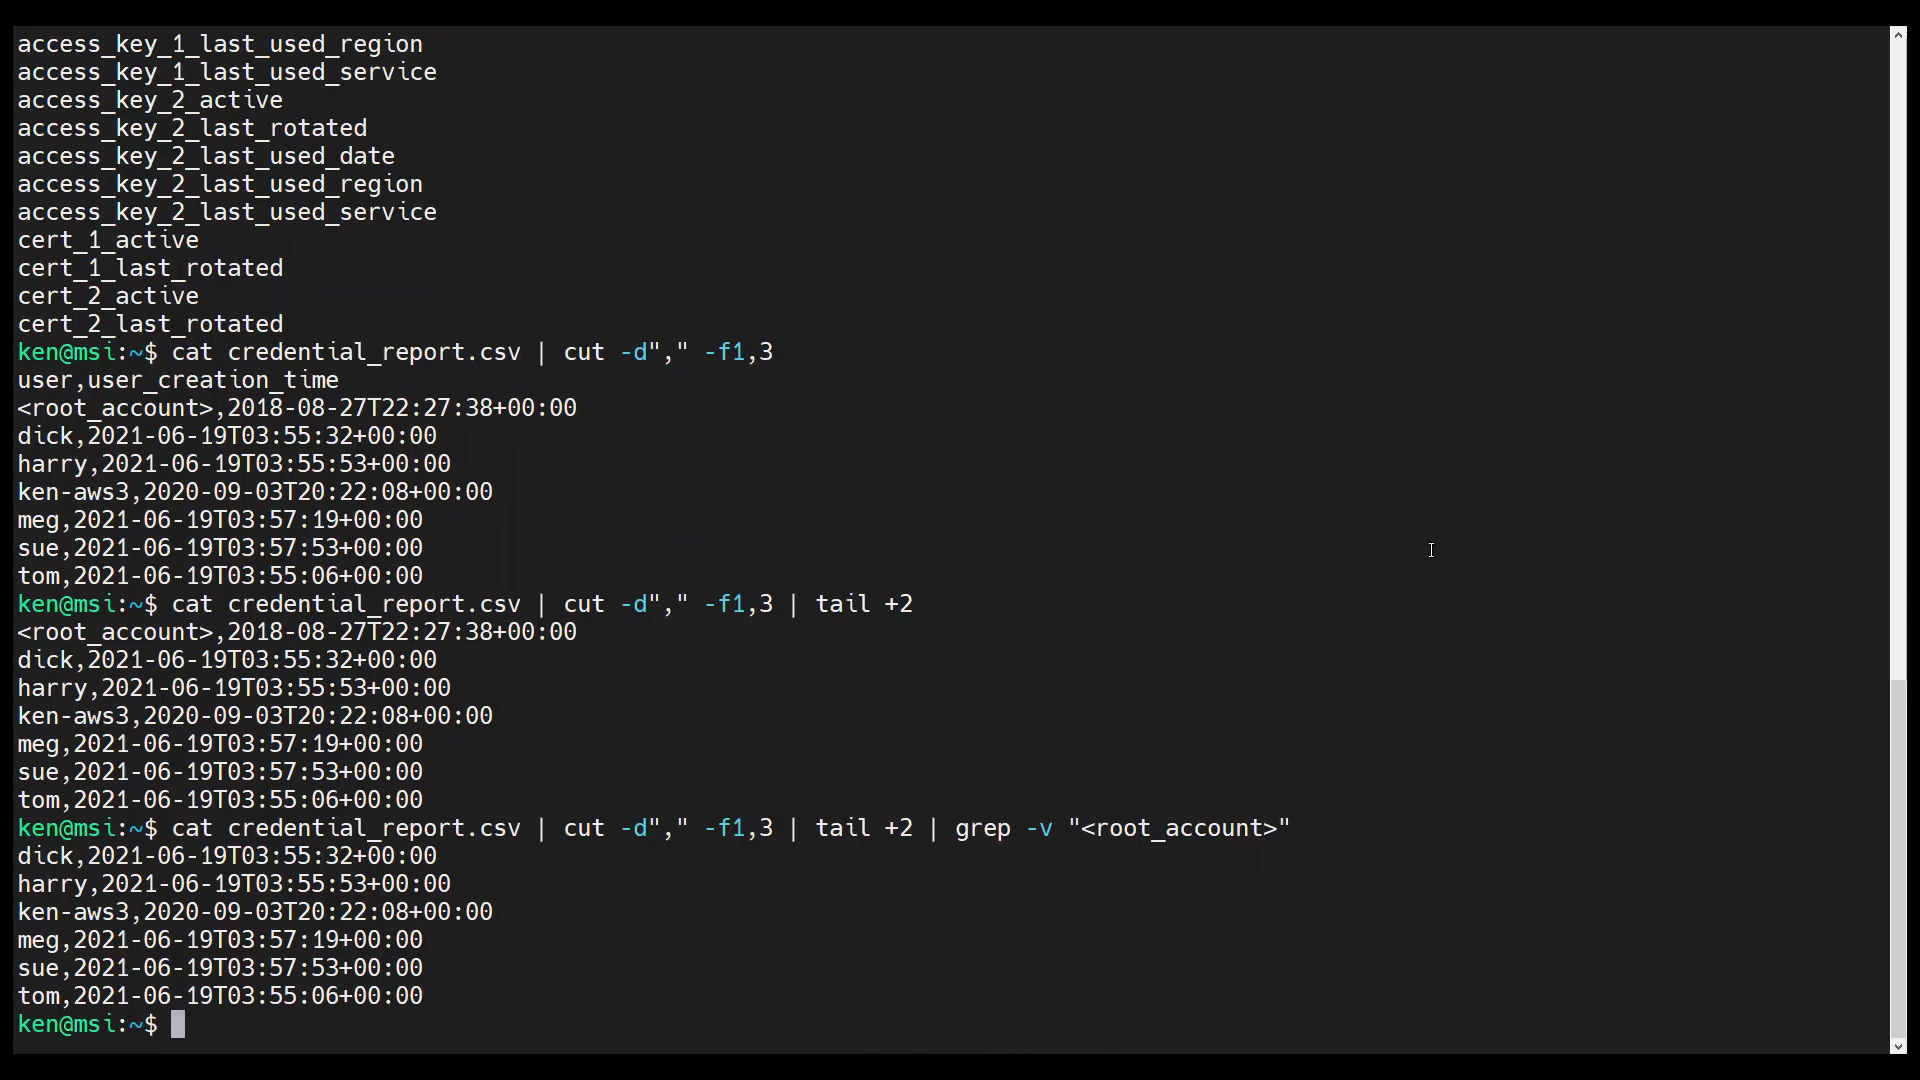 access_key_1_last_used_region
access_key_1_last_used_service
access_key_2_active
access_key_2_last_rotated
access_key_2_last_used_date
access_key_2_last_used_region
access_key_2_last_used_service
cert_1_active
cert_1_last_rotated
cert_2_active
cert_2_last_rotated
ken@msi:~$ cat credential_report.csv | cut -d"," -f1,3
user,user_creation_time
<root_account>,2018-08-27T22:27:38+00:00
dick,2021-06-19T03:55:32+00:00
harry,2021-06-19T03:55:53+00:00
ken-aws3,2020-09-03T20:22:08+00:00
meg,2021-06-19T03:57:19+00:00
sue,2021-06-19T03:57:53+00:00
tom,2021-06-19T03:55:06+00:00
ken@msi:~$ cat credential_report.csv | cut -d"," -f1,3 | tail +2
<root_account>,2018-08-27T22:27:38+00:00
dick,2021-06-19T03:55:32+00:00
harry,2021-06-19T03:55:53+00:00
ken-aws3,2020-09-03T20:22:08+00:00
meg,2021-06-19T03:57:19+00:00
sue,2021-06-19T03:57:53+00:00
tom,2021-06-19T03:55:06+00:00
ken@msi:~$ cat credential_report.csv | cut -d"," -f1,3 | tail +2 | grep -v "<root_account>"
dick,2021-06-19T03:55:32+00:00
harry,2021-06-19T03:55:53+00:00
ken-aws3,2020-09-03T20:22:08+00:00
meg,2021-06-19T03:57:19+00:00
sue,2021-06-19T03:57:53+00:00
tom,2021-06-19T03:55:06+00:00
ken@msi:~$